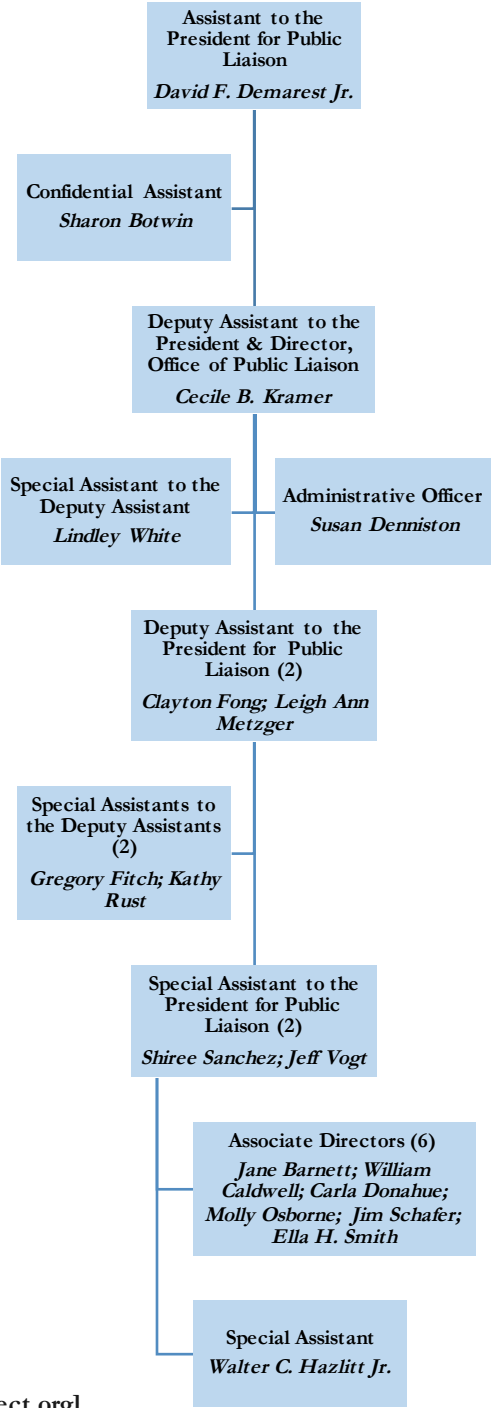 Assistant to the
President for Public
Liaison
David F. Demarest Jr.
Confidential Assistant
Sharon Botwin
Deputy Assistant to the
President & Director,
Office of Public Liaison
Cecile B. Kramer
Special Assistant to the
Deputy Assistant
Lindley White
Administrative Officer
Susan Denniston
Deputy Assistant to the
President for Public
Liaison (2)
Clayton Fong; Leigh Ann
Metzger
Special Assistants to
the Deputy Assistants
(2)
Gregory Fitch; Kathy
Rust
Special Assistant to the
President for Public
Liaison (2)
Shiree Sanchez; Jeff Vogt
Associate Directors (6)
Jane Barnett; William
Caldwell; Carla Donahue;
Molly Osborne; Jim Schafer;
Ella H. Smith
Special Assistant
Walter C. Hazlitt Jr.
ect.org]